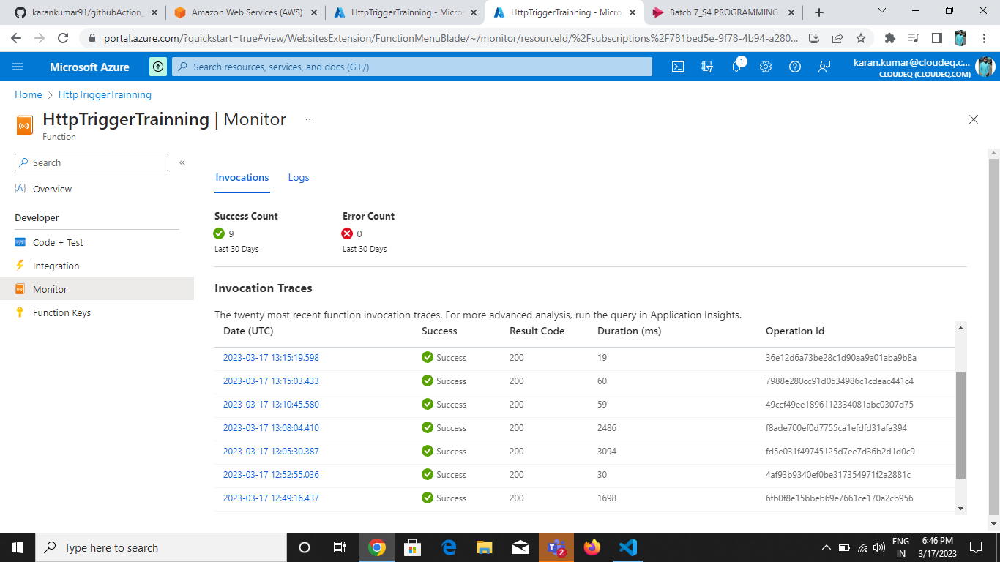 karankumar91/githubAction_
Amazon Web Services (AWS)
HttpTriggerTrainning - Micros
HttpTriggerTrainning - Micro
Batch 7_S4 PROGRAMMING
portal.azure.com/?quickstart=true#view/WebsitesExtension/FunctionMenuBlade/~/monitor/resourceId/%2Fsubscriptions%2F781bed5e-9f78-4b94-a280...
Microsoft Azure
Search resources, services, and docs (G+/)
1
karan.kumar@cloudeq.c...
CLOUDEQ (CLOUDEQ.COM)
Home > HttpTriggerTrainning
HttpTriggerTrainning | Monitor ...
Function
Search «
Overview
Developer
Code + Test
Integration
Monitor
Function Keys
Invocations Logs
Success Count Error Count
9 0
Last 30 Days Last 30 Days
Invocation Traces
The twenty most recent function invocation traces. For more advanced analysis, run the query in Application Insights.
Date (UTC) Success Result Code Duration (ms) Operation Id
2023-03-17 13:15:19.598 Success 200 19 36e12d6a73be28c1d90aa9a01aba9b8a
2023-03-17 13:15:03.433 Success 200 60 7988e280cc91d0534986c1cdeac441c4
2023-03-17 13:10:45.580 Success 200 59 49ccf49ee1896112334081abc0307d75
2023-03-17 13:08:04.410 Success 200 2486 f8ade700ef0d7755ca1efdfd31afa394
2023-03-17 13:05:30.387 Success 200 3094 fd5e031f49745125d7ee7d36b2d1d0c9
2023-03-17 12:52:55.036 Success 200 30 4af93b9340ef0be317354971f2a2881c
2023-03-17 12:49:16.437 Success 200 1698 6fb0f8e15bbeb69e7661ce170a2cb956
Type here to search
2
ENG
IN
6:46 PM
3/17/2023